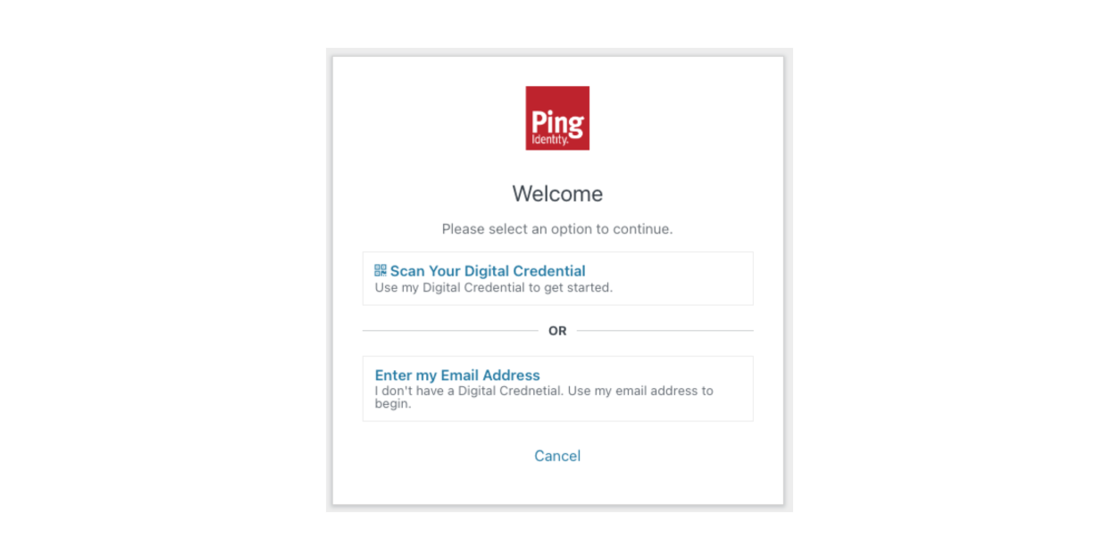 Ping
Identity.
Welcome
Please select an option to continue.
Scan Your Digital Credential
Use my Digital Credential to get started.
OR
Enter my Email Address
I don't have a Digital Crednetial. Use my email address to
begin.
Cancel